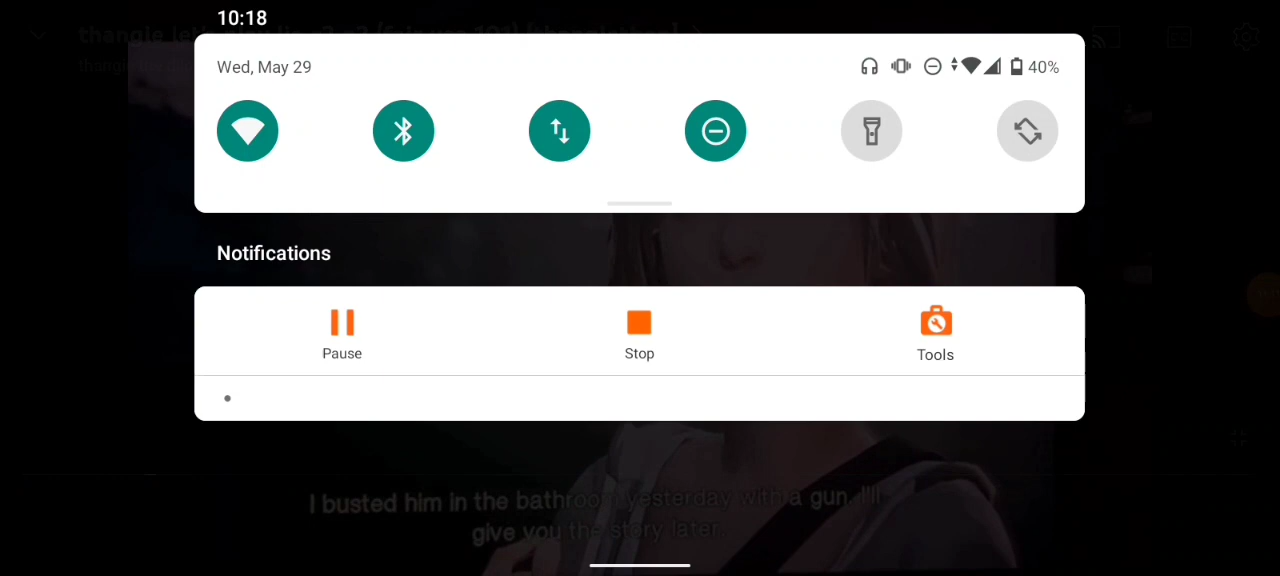 10:18
Wed, May 29
40%
Notifications
Pause
Stop
Tools
I busted him in the bathroom yesterday with a gun. I'll
give you the story later.